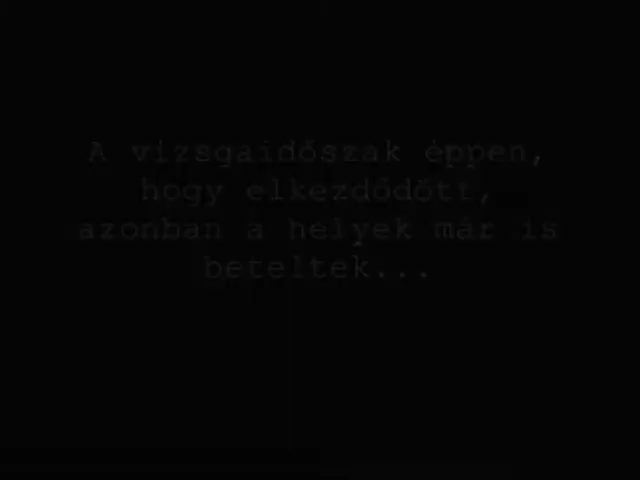 A vizsgaidőszak éppen,
hogy elkezdődött,
azonban a helyek már is
beteltek...